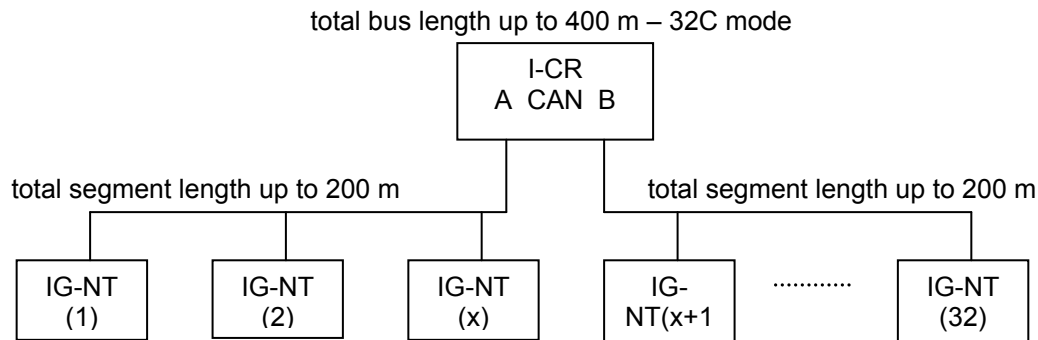 total bus length up to 400 m – 32C mode
I-CR
A CAN B
total segment length up to 200 m
total segment length up to 200 m
IG-NT
(1)
IG-NT
(2)
IG-NT
(x)
IG-
NT(x+1
............
IG-NT
(32)